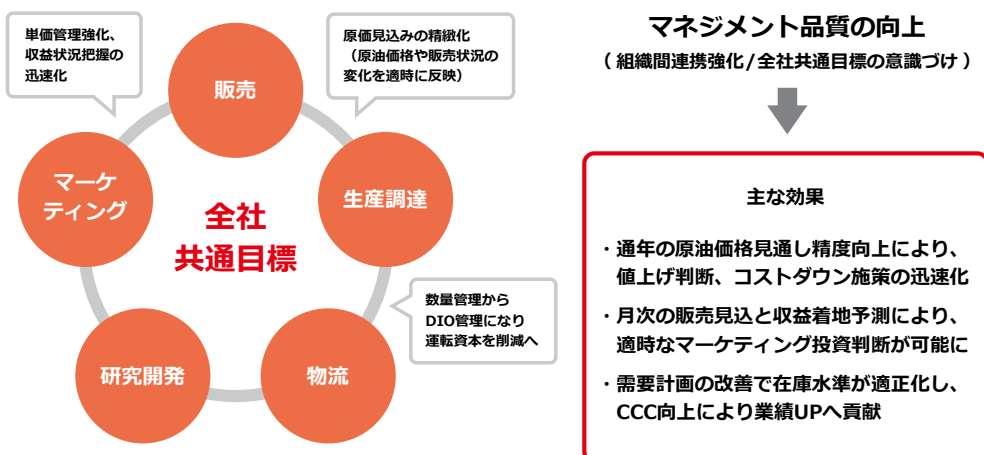 単価管理強化、
収益状況把握の
迅速化
原価見込みの精緻化
（原油価格や販売状況の
変化を適時に反映）
販売
マーケ
ティング
生産調達
全社
共通目標
数量管理から
DIO管理になり
運転資本を削減へ
研究開発
物流
マネジメント品質の向上
（ 組織間連携強化/全社共通目標の意識づけ ）
主な効果
・通年の原油価格見通し精度向上により、
値上げ判断、コストダウン施策の迅速化
・月次の販売見込と収益着地予測により、
適時なマーケティング投資判断が可能に
・需要計画の改善で在庫水準が適正化し、
CCC向上により業績UPへ貢献